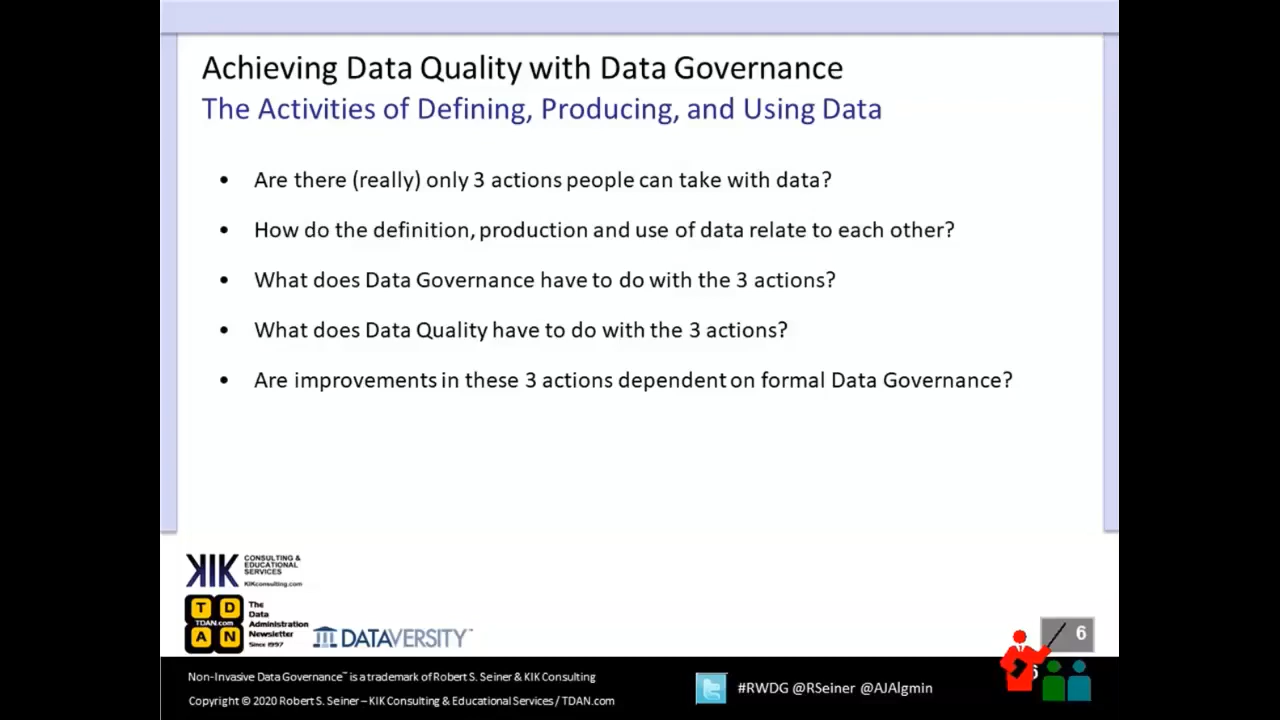 Achieving Data Quality with Data Governance
The Activities of Defining, Producing, and Using Data
• Are there (really) only 3 actions people can take with data?
• How do the definition, production and use of data relate to each other?
• What does Data Governance have to do with the 3 actions?
• What does Data Quality have to do with the 3 actions?
• Are improvements in these 3 actions dependent on formal Data Governance?
KIK
CONSULTING &
EDUCATIONAL
SERVICES
KIKconsulting.com
T D
TDAN.com
A N
The
Data
Administration
Newsletter
Since 1997
DATAVERSITY™
6
6
Non-Invasive Data Governance™ is a trademark of Robert S. Seiner & KIK Consulting
Copyright © 2020 Robert S. Seiner – KIK Consulting & Educational Services / TDAN.com
#RWDG @RSeiner @AJAlgmin